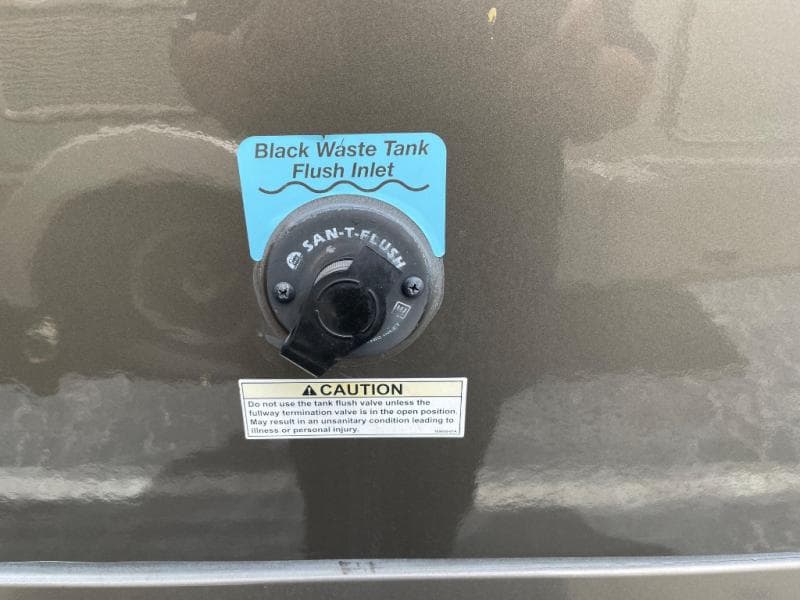 Black Waste Tank
Flush Inlet
SAN-T-FLUSH
CAUTION
Do not use the tank flush valve unless the
fullway termination valve is in the open position.
May result in an unsanitary condition leading to
illness or personal injury.